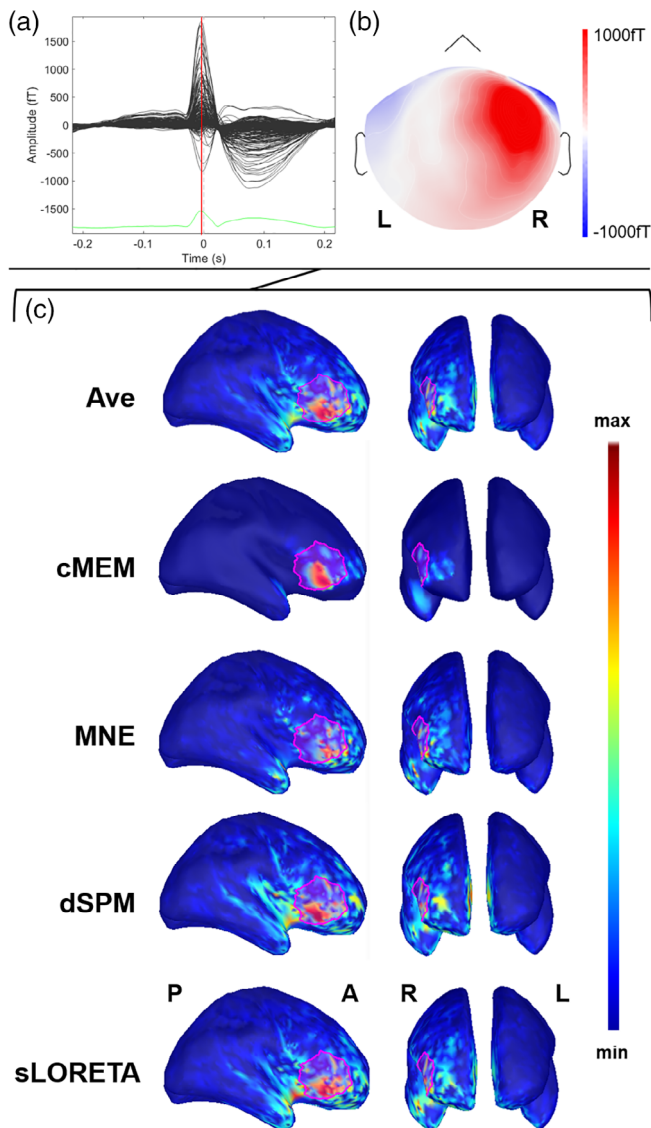 (a)
Amplitude (fT)
1500
1000
500
0
-500
-1000
-1500
-0.2
-0.1
0
0.1
0.2
Time (s)
(b)
1000fT
-1000fT
L
R
(c)
Ave
cMEM
MNE
dSPM
sLORETA
P
A
R
L
max
min